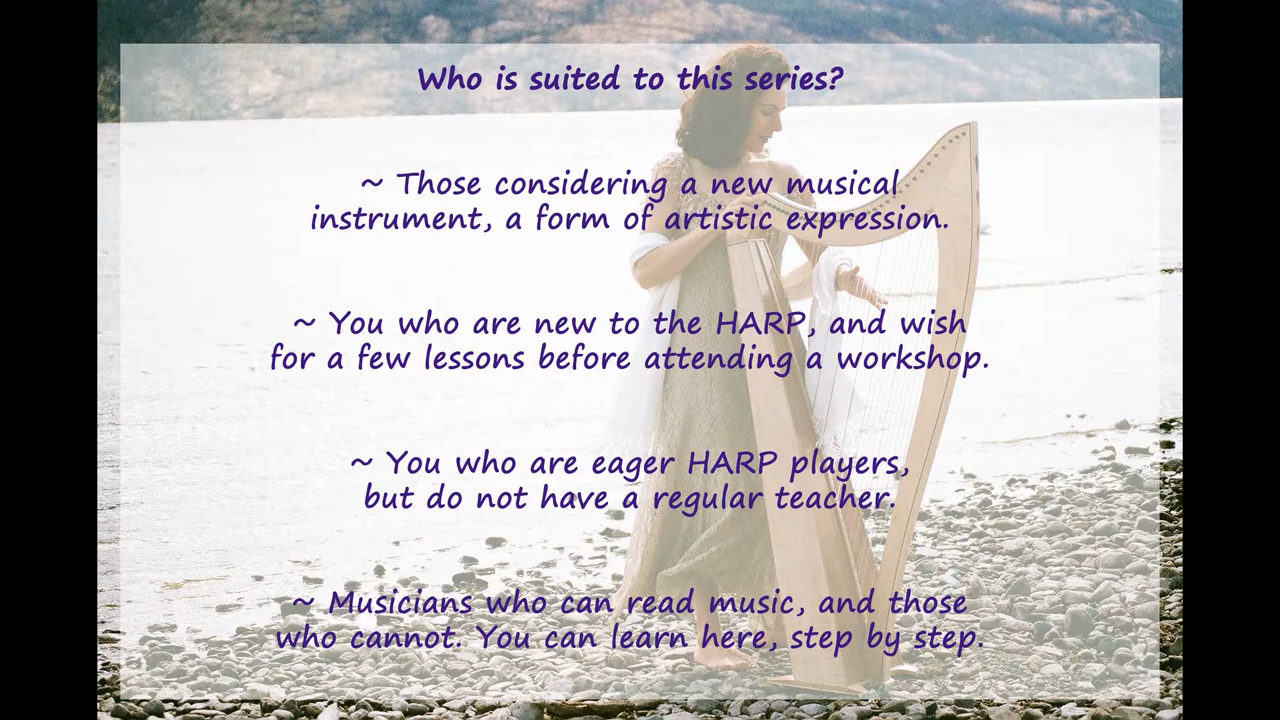 Who is suited to this series?
~ Those considering a new musical
instrument, a form of artistic expression.
~ You who are new to the HARP, and wish
for a few lessons before attending a workshop.
~ You who are eager HARP players,
but do not have a regular teacher.
~ Musicians who can read music, and those
who cannot. You can learn here, step by step.